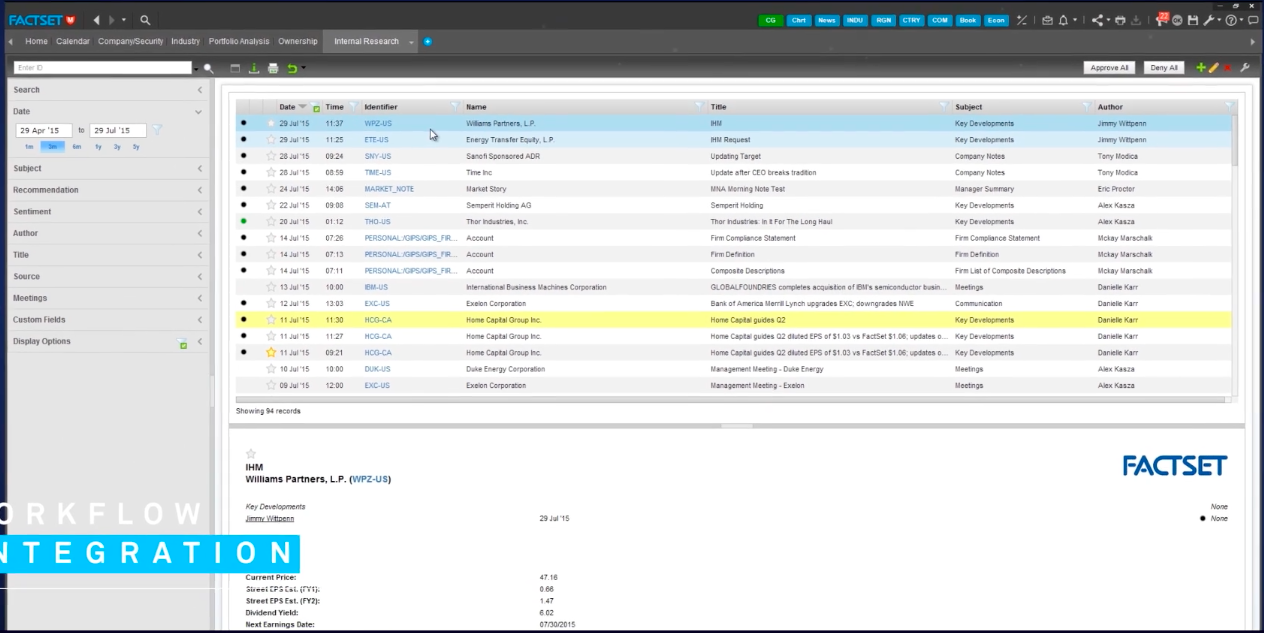 FACTSET
CG Chrt News INDU RGN CTRY COM Book Econ 22
Home Calendar Company/Security Industry Portfolio Analysis Ownership Internal Research
Enter ID Approve All Deny All
Search
Date
29 Apr '15 to 29 Jul '15
1m 3m 6m 1y 2y 3y
Subject
Recommendation
Sentiment
Author
Title
Source
Meetings
Custom Fields
Display Options
Date Time Identifier Name Title Subject Author
29 Jul '15 11:37 WPZ-US Williams Partners, L.P. IHM Key Developments Jimmy Wittpenn
29 Jul '15 11:25 ETE-US Energy Transfer Equity, L.P. IHM Request Key Developments Jimmy Wittpenn
28 Jul '15 09:24 SNY-US Sanofi Sponsored ADR Updating Target Company Notes Tony Modica
28 Jul '15 08:59 TIME-US Time Inc Update after CEO breaks tradition Company Notes Tony Modica
24 Jul '15 14:06 MARKET_NOTE Market Story MNA Morning Note Test Manager Summary Eric Proctor
22 Jul '15 09:08 SEM-AT Semperit Holding AG Semperit Holding Key Developments Alex Kasza
20 Jul '15 01:12 THO-US Thor Industries, Inc. Thor Industries: In It For The Long Haul Key Developments Alex Kasza
14 Jul '15 07:26 PERSONAL:/GIPS/GIPS_FIR... Account Firm Compliance Statement Firm Compliance Statement Mckay Marschalk
14 Jul '15 07:13 PERSONAL:/GIPS/GIPS_FIR... Account Firm Definition Firm Definition Mckay Marschalk
14 Jul '15 07:11 PERSONAL:/GIPS/GIPS_FIR... Account Composite Descriptions Firm List of Composite Descriptions Mckay Marschalk
13 Jul '15 10:00 IBM-US International Business Machines Corporation GLOBALFOUNDRIES completes acquisition of IBM's semiconductor busin... Meetings Danielle Karr
12 Jul '15 13:03 EXC-US Exelon Corporation Bank of America Merrill Lynch upgrades EXC; downgrades NWE Communication Danielle Karr
11 Jul '15 11:30 HCG-CA Home Capital Group Inc. Home Capital guides Q2 Key Developments Danielle Karr
11 Jul '15 11:27 HCG-CA Home Capital Group Inc. Home Capital guides Q2 diluted EPS of $1.03 vs FactSet $1.06; updates o... Key Developments Danielle Karr
11 Jul '15 09:21 HCG-CA Home Capital Group Inc. Home Capital guides Q2 diluted EPS of $1.03 vs FactSet $1.06; updates o... Key Developments Danielle Karr
10 Jul '15 10:00 DUK-US Duke Energy Corporation Management Meeting - Duke Energy Meetings Alex Kasza
09 Jul '15 12:00 EXC-US Exelon Corporation Management Meeting - Exelon Meetings Alex Kasza
Showing 94 records
IHM
Williams Partners, L.P. (WPZ-US)
FACTSET
Key Developments None
Jimmy Wittpenn 29 Jul '15 None
ORKFLOW
NTEGRATION
Current Price: 47.16
Street EPS Est. (FY1): 0.66
Street EPS Est. (FY2): 1.47
Dividend Yield: 6.02
Next Earnings Date: 07/30/2015